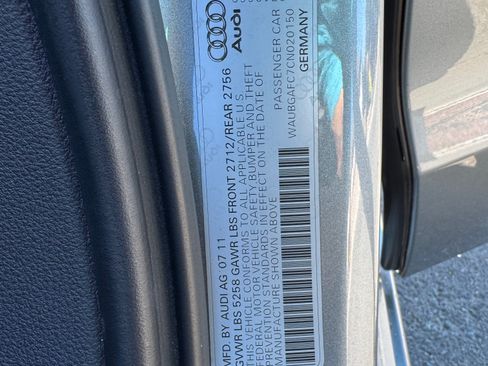 Audi
MFD. BY AUDI AG 07 11
GVWR LBS 5258 GAWR LBS FRONT 2712/REAR 2756
THIS VEHICLE CONFORMS TO ALL APPLICABLE U.S.
FEDERAL MOTOR VEHICLE SAFETY BUMPER AND THEFT
PREVENTION STANDARDS IN EFFECT ON THE DATE OF
MANUFACTURE SHOWN ABOVE
PASSENGER CAR
WAUBGAFC7CN020150
GERMANY